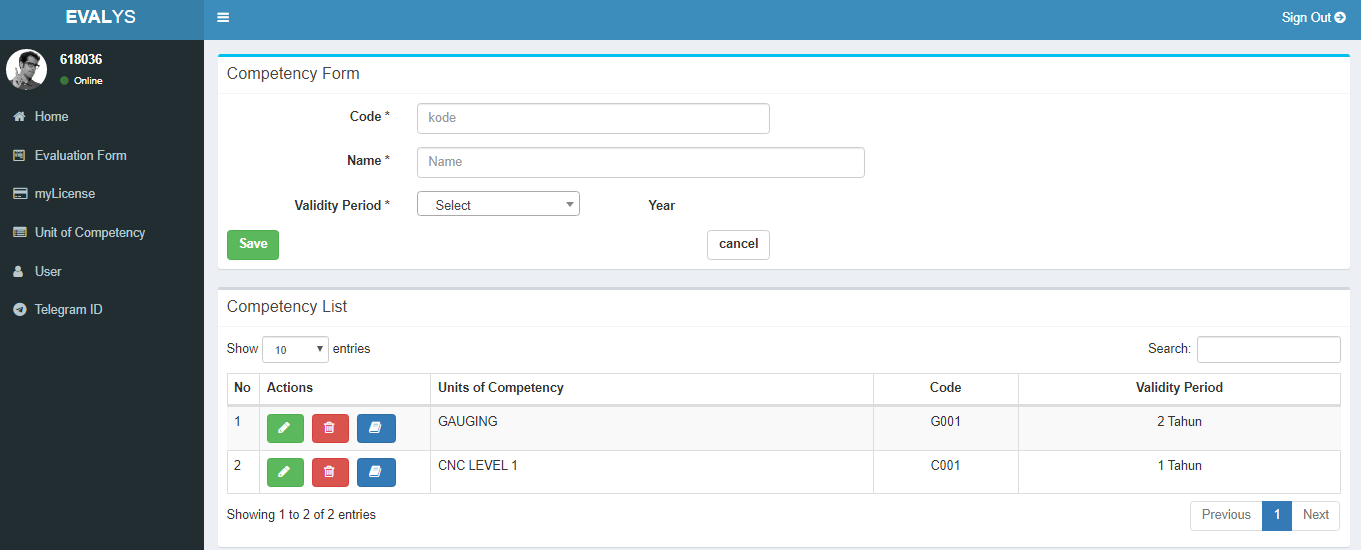 EVALYS
Sign Out
618036
Online
Home
Evaluation Form
myLicense
Unit of Competency
User
Telegram ID
Competency Form
Code *
kode
Name *
Name
Validity Period * Select Year
Save cancel
Competency List
Show 10 entries Search:
No Actions Units of Competency Code Validity Period
1 GAUGING G001 2 Tahun
2 CNC LEVEL 1 C001 1 Tahun
Showing 1 to 2 of 2 entries Previous 1 Next